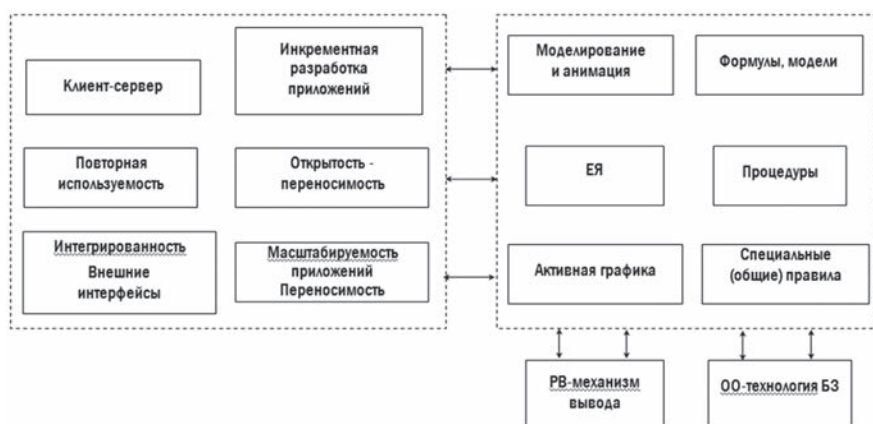 Клиент-сервер
Инкрементная
разработка
приложений
Повторная
используемость
Открытость -
переносимость
Интегрированность
Внешние
интерфейсы
Масштабируемость
приложений
Переносимость
Моделирование
и анимация
Формулы, модели
ЕЯ
Процедуры
Активная графика
Специальные
(общие) правила
РВ-механизм
вывода
ОО-технология БЗ